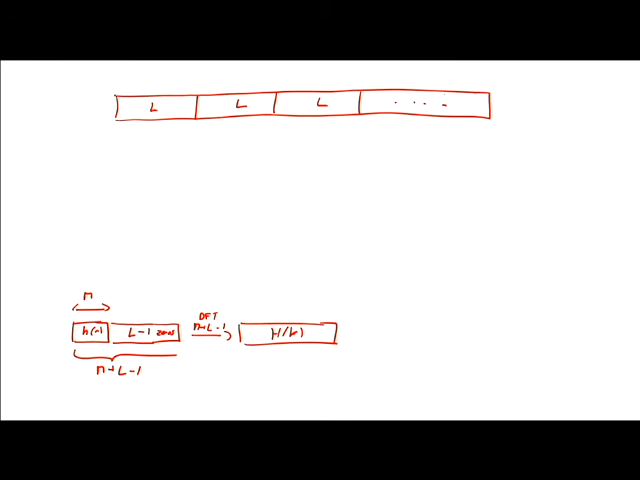 L L L ....
M
h(n) L-1 zeros
DFT
M+L-1
H(k)
M+L-1